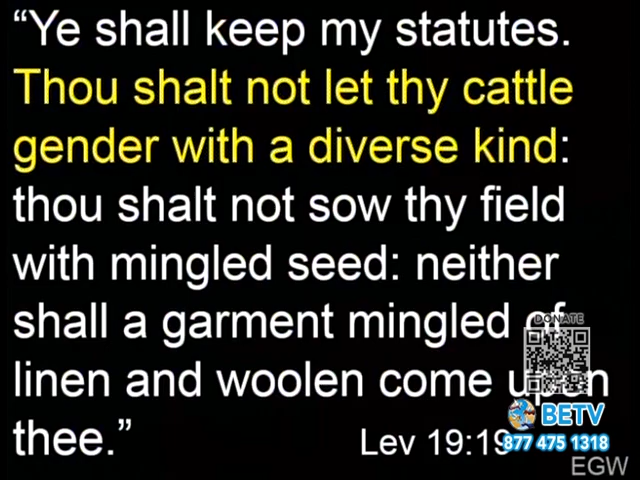 “Ye shall keep my statutes.
Thou shalt not let thy cattle
gender with a diverse kind:
thou shalt not sow thy field
with mingled seed: neither
shall a garment mingled of
linen and woolen come upon
thee.”
Lev 19:19
DONATE
BETV
877 475 1318
EGW